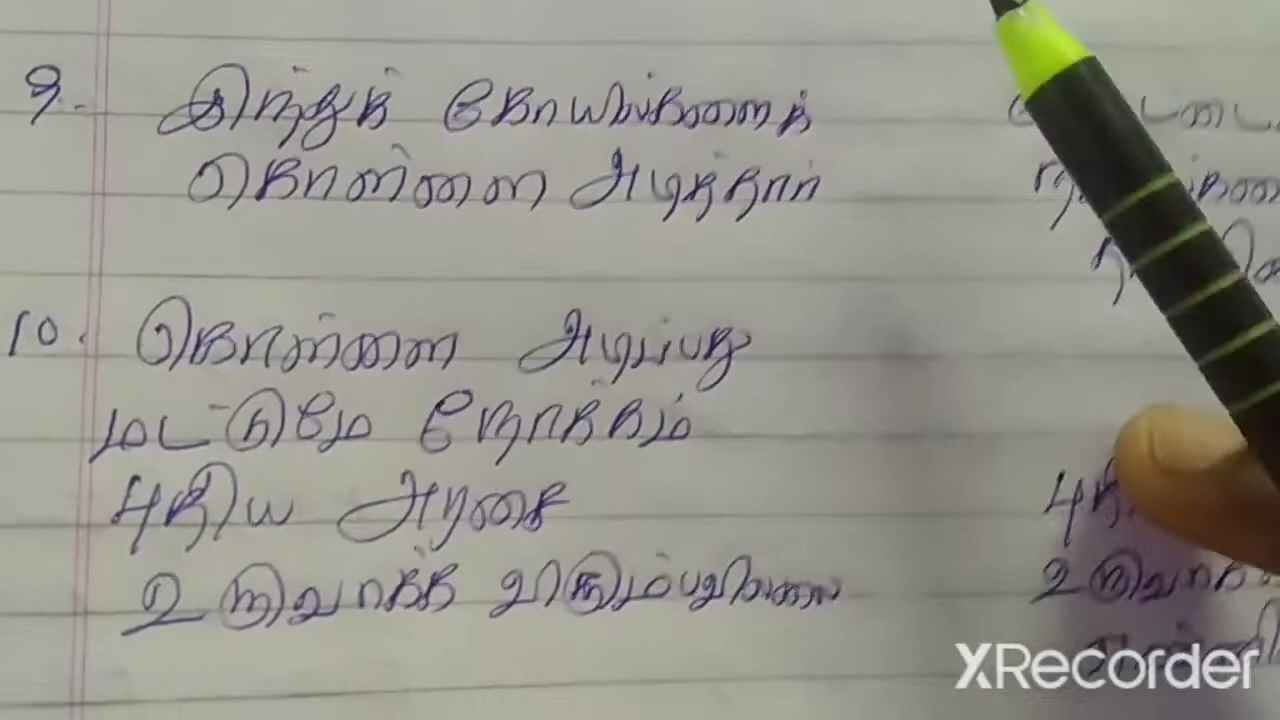 9. இந்துக் கோயில்களைக்
கொள்ளை அடித்தார்
10. கொள்ளை அடிப்பது
மட்டுமே நோக்கம்
புதிய அரசை
உருவாக்க விரும்பவில்லை
XRecorder